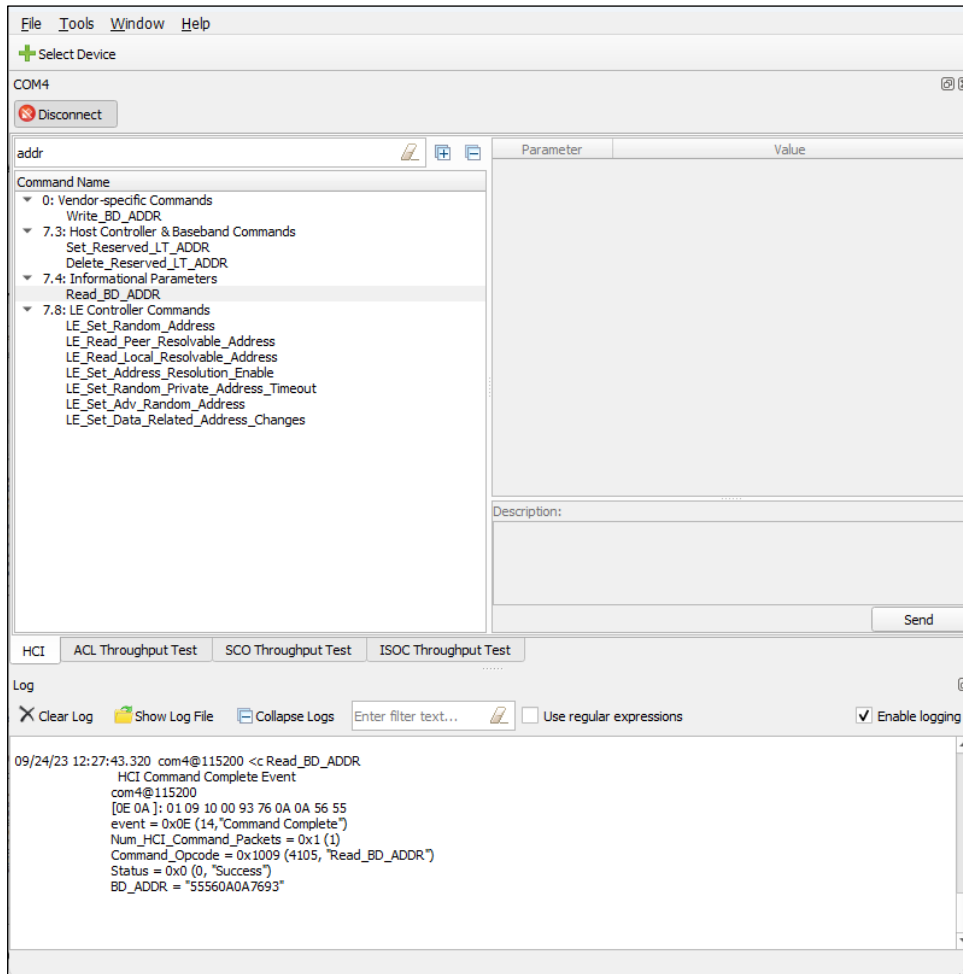 File Tools Window Help
Select Device
COM4
Disconnect
addr
Parameter Value
Command Name
0: Vendor-specific Commands
Write_BD_ADDR
7.3: Host Controller & Baseband Commands
Set_Reserved_LT_ADDR
Delete_Reserved_LT_ADDR
7.4: Informational Parameters
Read_BD_ADDR
7.8: LE Controller Commands
LE_Set_Random_Address
LE_Read_Peer_Resolvable_Address
LE_Read_Local_Resolvable_Address
LE_Set_Address_Resolution_Enable
LE_Set_Random_Private_Address_Timeout
LE_Set_Adv_Random_Address
LE_Set_Data_Related_Address_Changes
Description:
Send
HCI ACL Throughput Test SCO Throughput Test ISOC Throughput Test
Log
Clear Log Show Log File Collapse Logs Enter filter text... Use regular expressions Enable logging
09/24/23 12:27:43.320 com4@115200 <c Read_BD_ADDR
HCI Command Complete Event
com4@115200
[0E 0A ]: 01 09 10 00 93 76 0A 0A 56 55
event = 0x0E (14,"Command Complete")
Num_HCI_Command_Packets = 0x1 (1)
Command_Opcode = 0x1009 (4105, "Read_BD_ADDR")
Status = 0x0 (0, "Success")
BD_ADDR = "55560A0A7693"